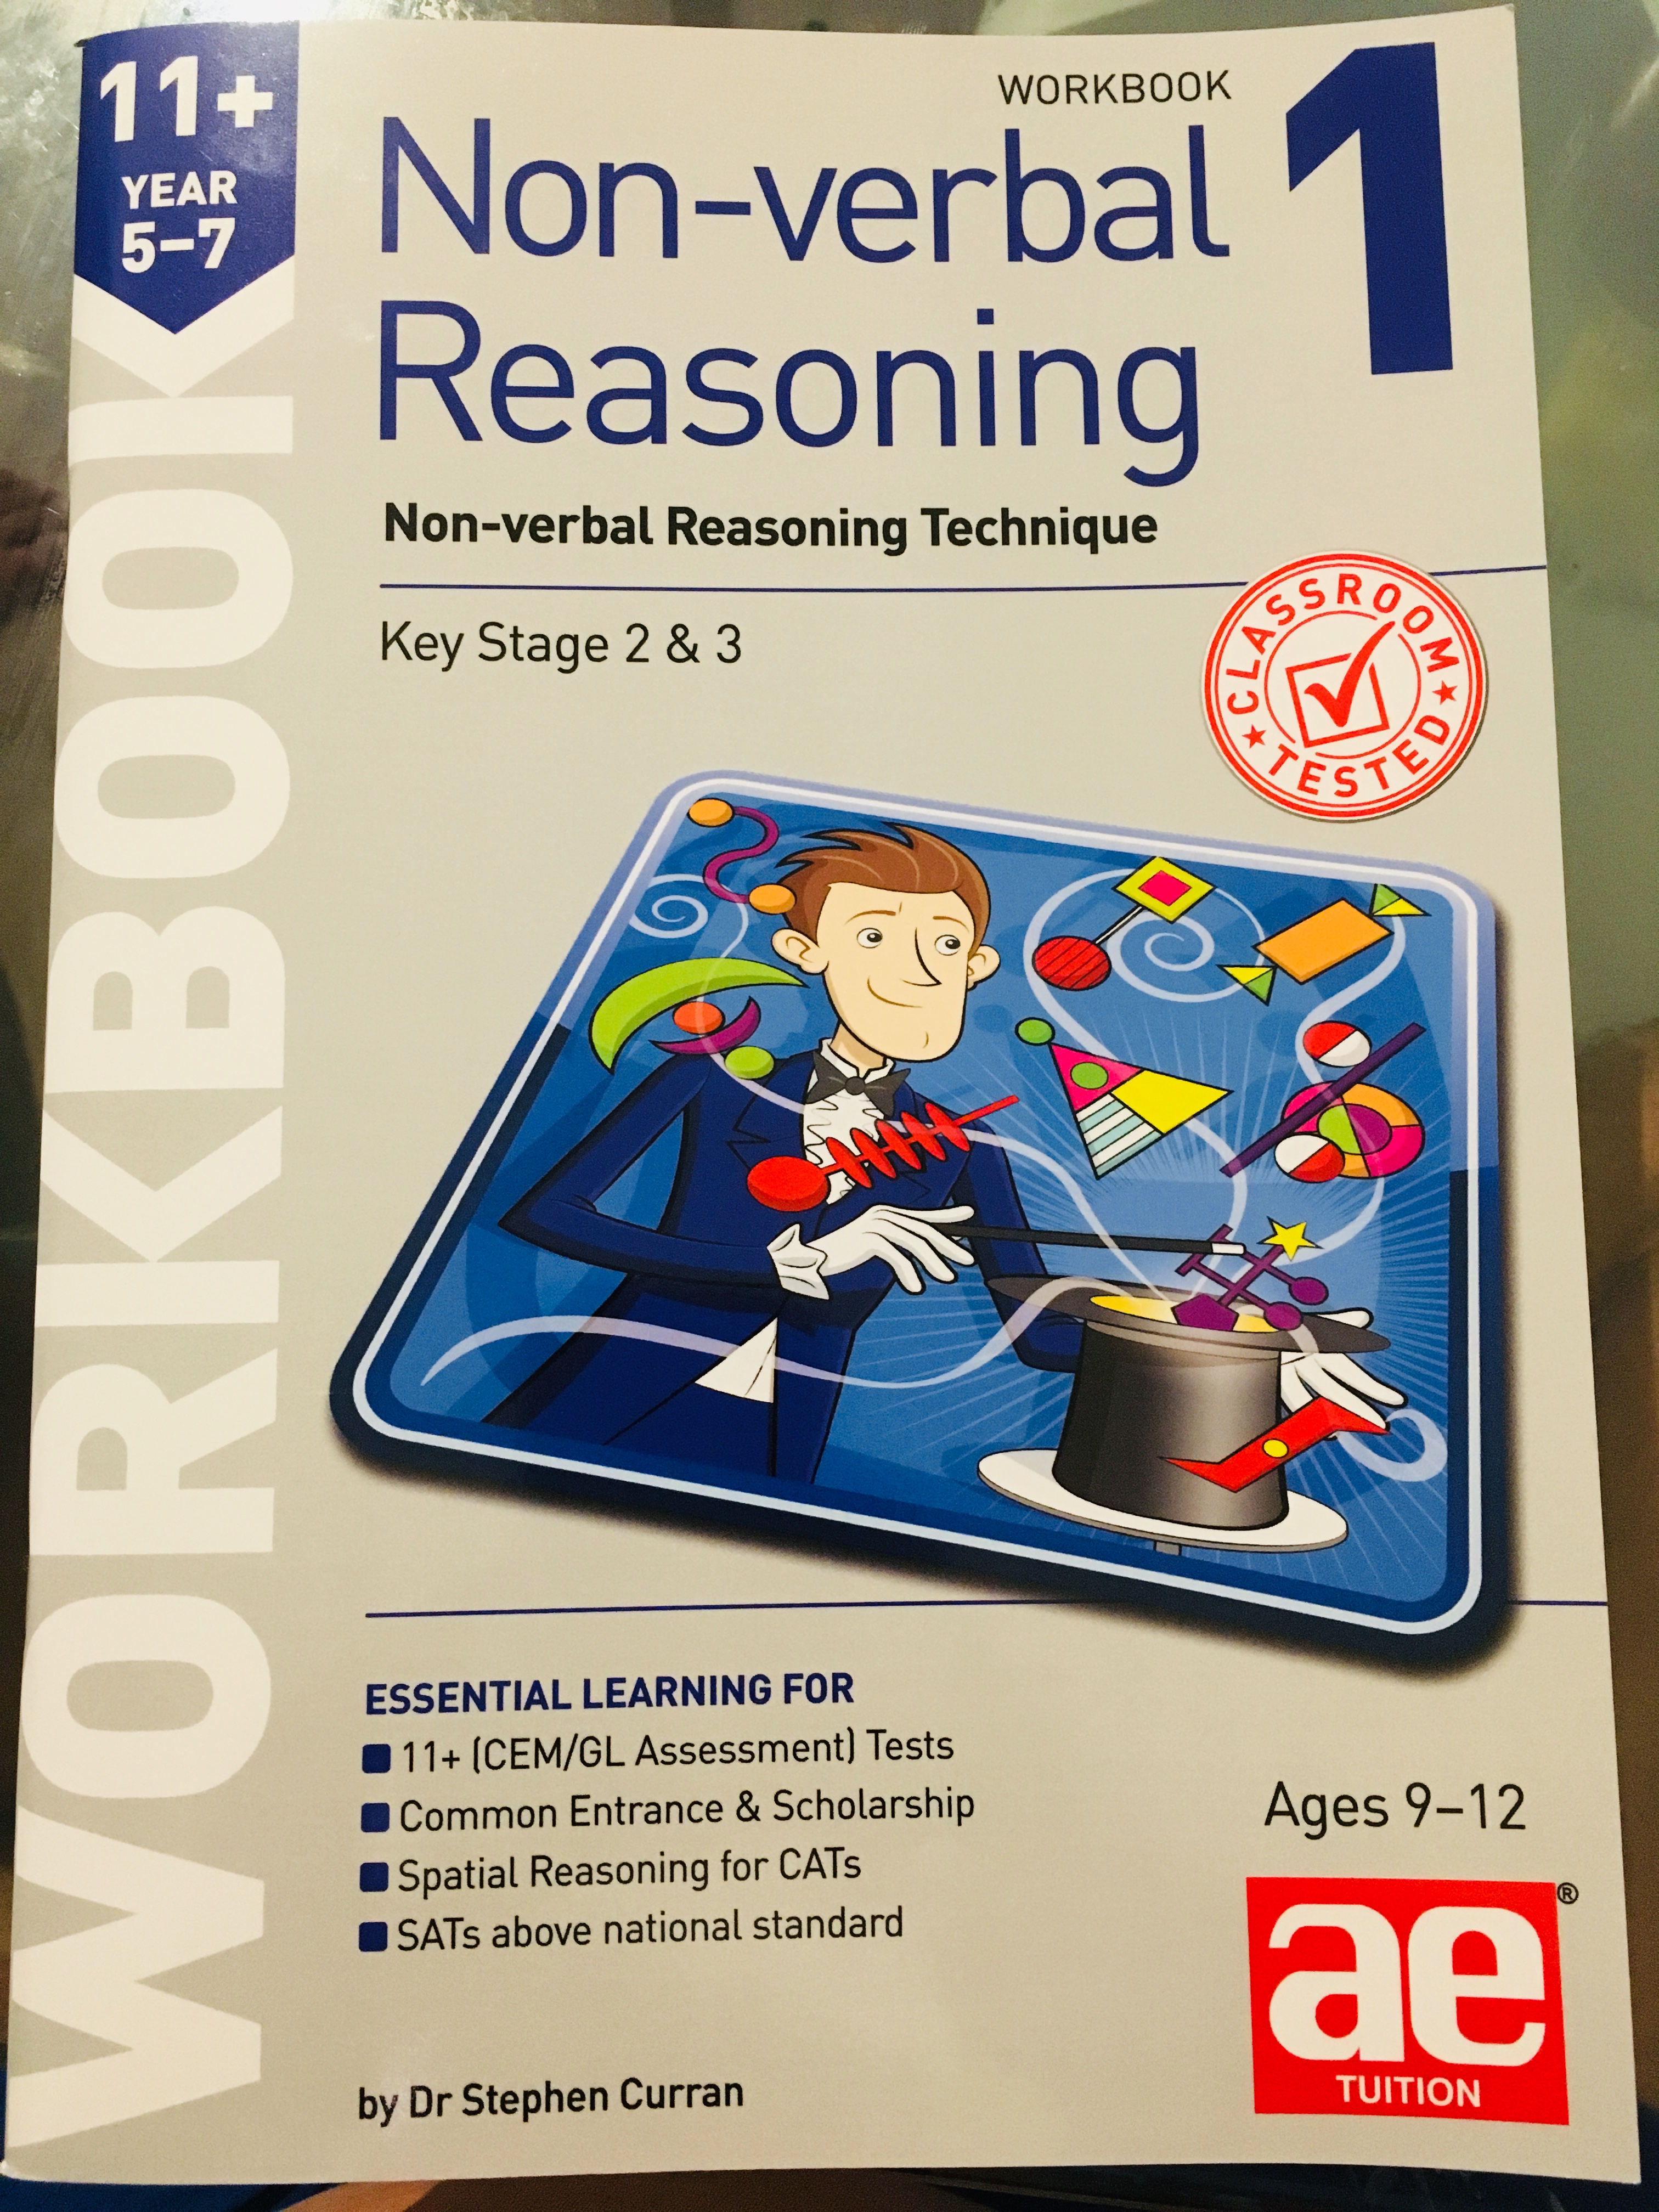 11+
YEAR
5–7
WORKBOOK
WORKBOOK
1
Non-verbal
Reasoning
Non-verbal Reasoning Technique
Key Stage 2 & 3
CLASSROOM
TESTED
ESSENTIAL LEARNING FOR
11+ (CEM/GL Assessment) Tests
Common Entrance & Scholarship
Spatial Reasoning for CATs
SATs above national standard
Ages 9–12
by Dr Stephen Curran
ae®
TUITION